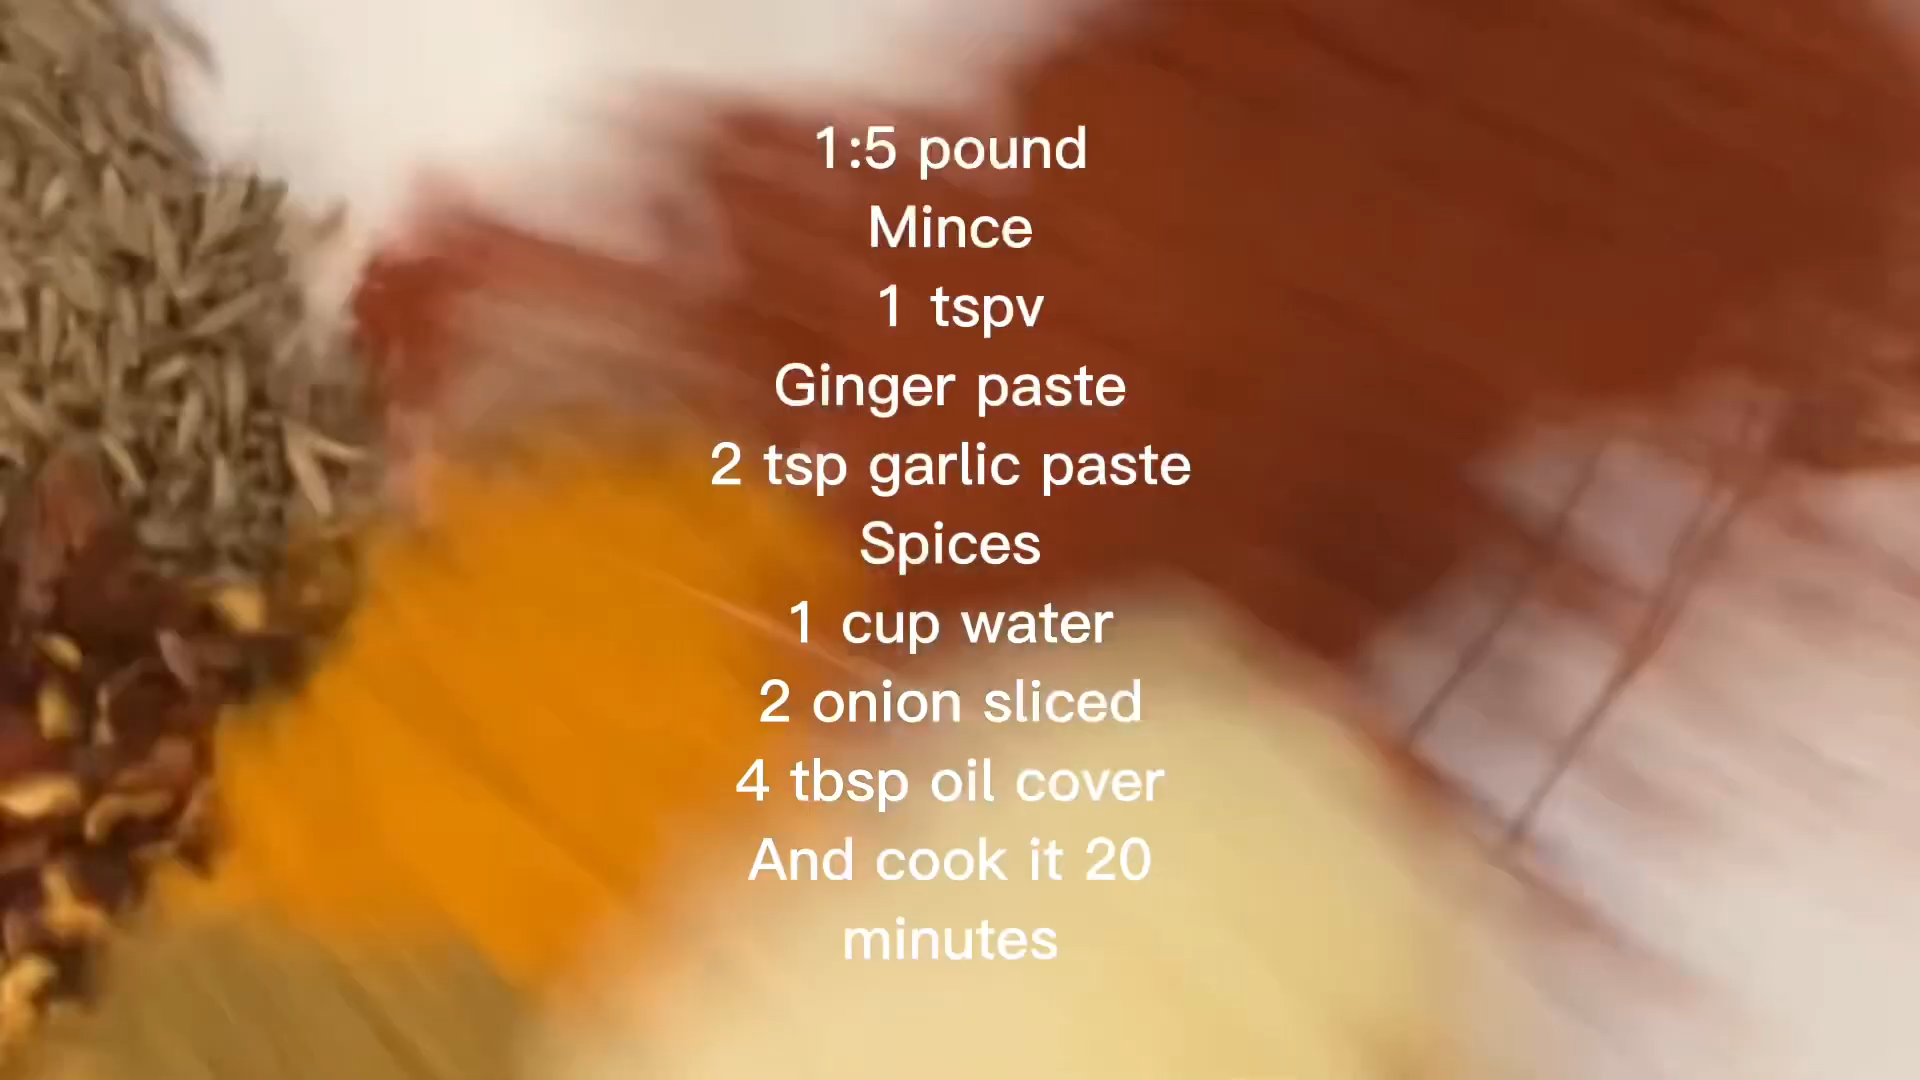 1:5 pound
Mince
1 tspv
Ginger paste
2 tsp garlic paste
Spices
1 cup water
2 onion sliced
4 tbsp oil cover
And cook it 20
minutes